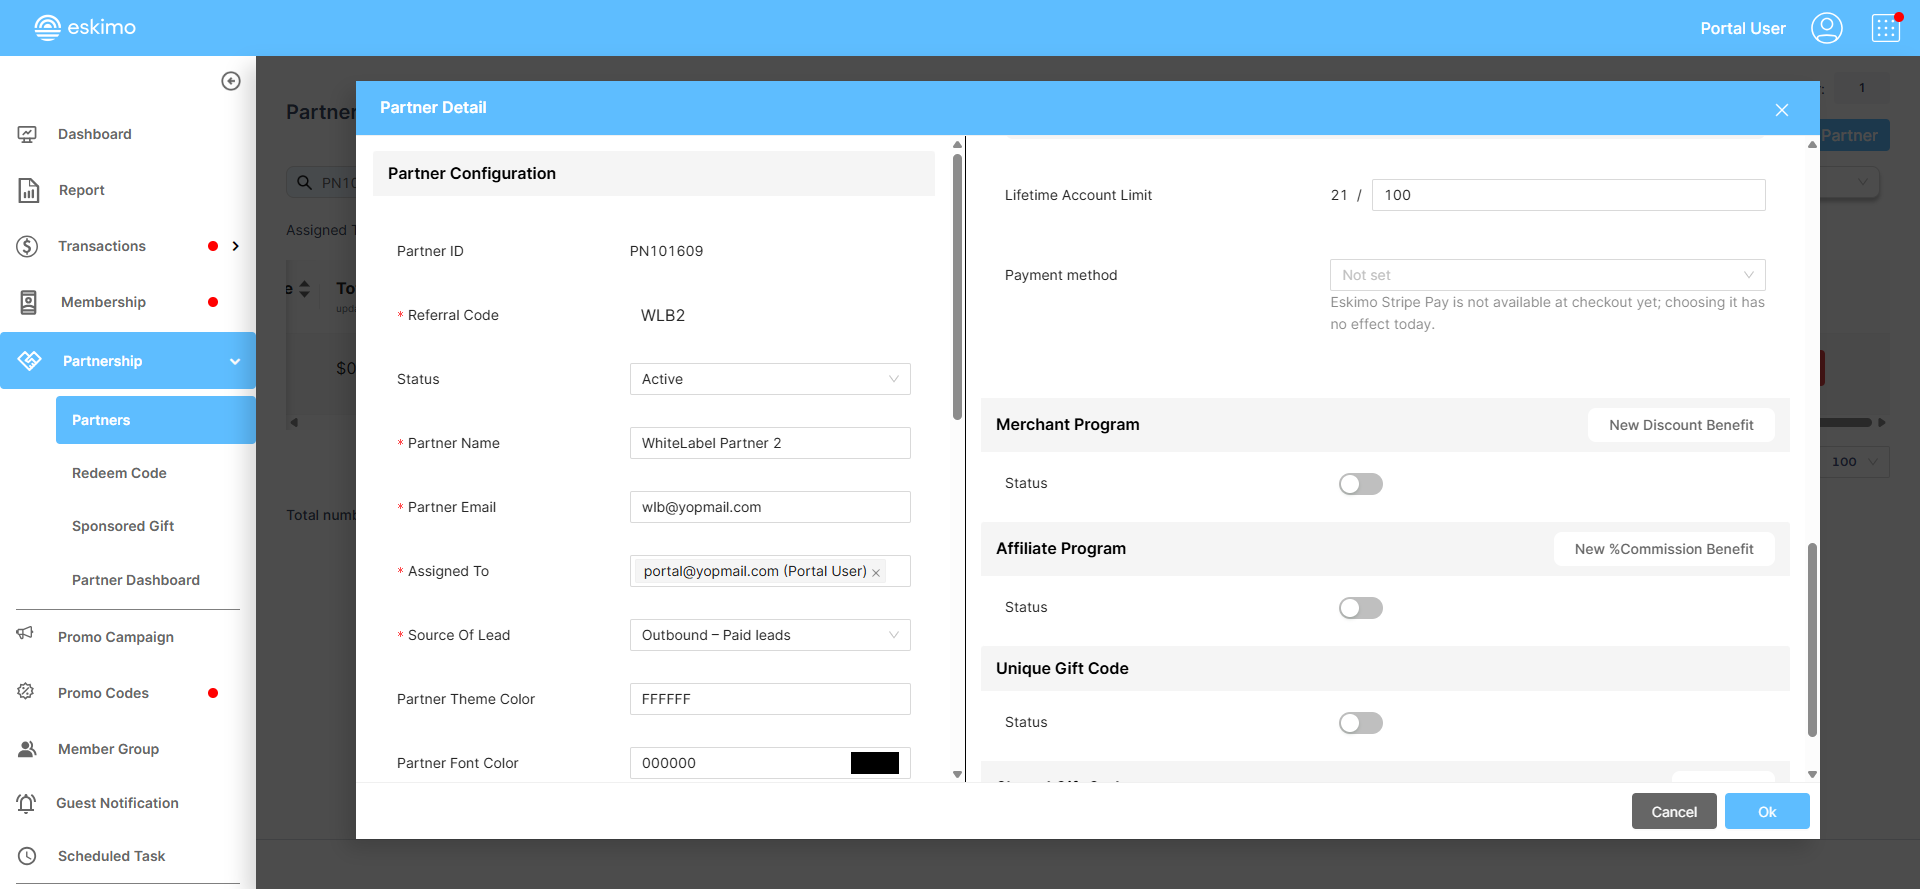 eskimo
Portal User
Dashboard
Report
Transactions
Membership
Partnership
Partners
Redeem Code
Sponsored Gift
Partner Dashboard
Promo Campaign
Promo Codes
Member Group
Guest Notification
Scheduled Task
Partner
1
Partner
PN10
Assigned T
e
To
upda
$0
100
Total numb
Partner Detail
Partner Configuration
Partner ID
PN101609
* Referral Code
WLB2
Status
Active
* Partner Name
WhiteLabel Partner 2
* Partner Email
wlb@yopmail.com
* Assigned To
portal@yopmail.com (Portal User)
* Source Of Lead
Outbound – Paid leads
Partner Theme Color
FFFFFF
Partner Font Color
000000
Lifetime Account Limit
21 / 100
Payment method
Not set
Eskimo Stripe Pay is not available at checkout yet; choosing it has
no effect today.
Merchant Program
New Discount Benefit
Status
Affiliate Program
New %Commission Benefit
Status
Unique Gift Code
Status
Cancel
Ok